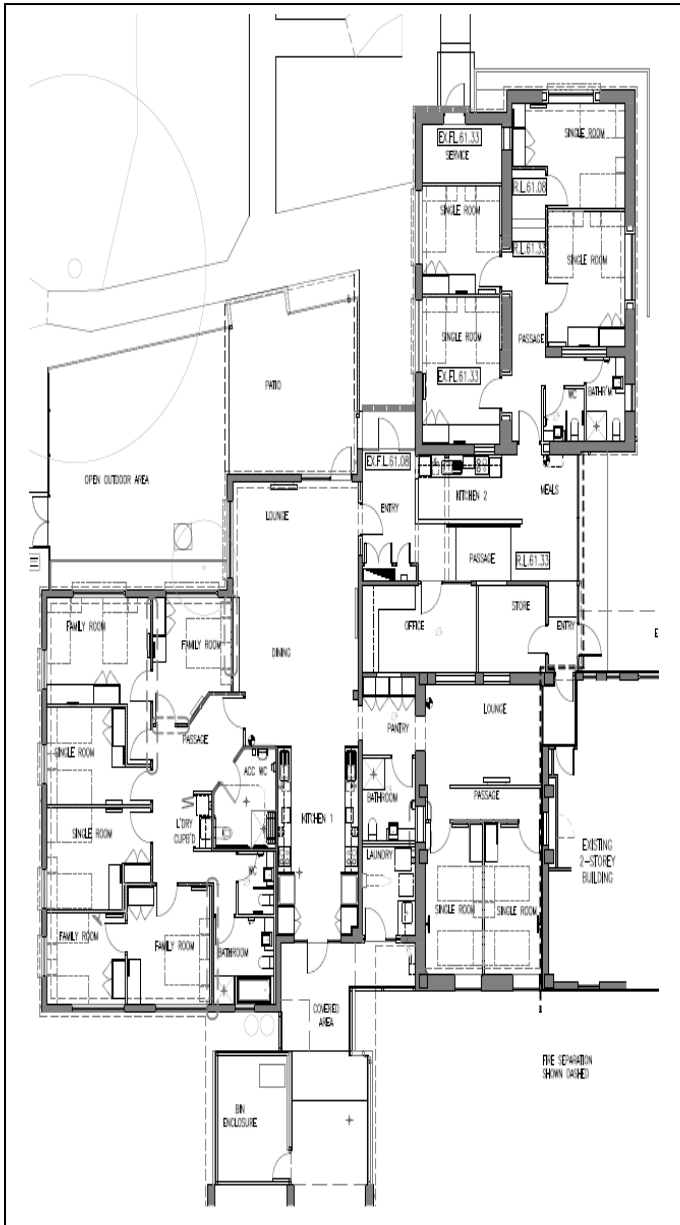 EX.FL.61.33
SERVICE
SINGLE ROOM
R.L.61.08
SINGLE ROOM
R.L.61.33
SINGLE ROOM
SINGLE ROOM
EX.FL.61.33
PASSAGE
PATIO
WC
BATHR'M
EX.FL.61.08
OPEN OUTDOOR AREA
KITCHEN 2
MEALS
LOUNGE
ENTRY
PASSAGE
R.L.61.33
FAMILY ROOM
FAMILY ROOM
OFFICE
STORE
ENTRY
E
DINING
LOUNGE
PASSAGE
PANTRY
SINGLE ROOM
ACC WC
BATHROOM
PASSAGE
L'DRY
CUPB'D
KITCHEN 1
SINGLE ROOM
LAUNDRY
EXISTING
2-STOREY
BUILDING
WC
SINGLE ROOM
SINGLE ROOM
FAMILY ROOM
FAMILY ROOM
BATHROOM
COVERED
AREA
FIRE SEPARATION
SHOWN DASHED
BIN
ENCLOSURE